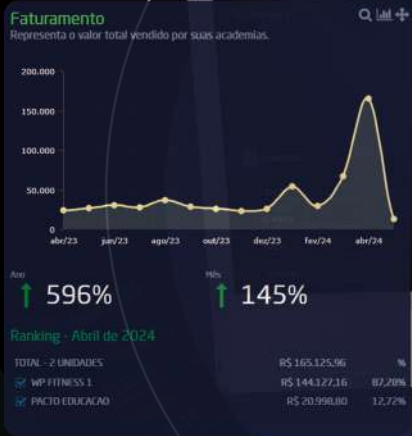 Faturamento
Representa o valor total vendido por suas academias.
200.000
150.000
100.000
50.000
0
abr/23 jun/23 ago/23 out/23 dez/23 fev/24 abr/24
Ano Mês
596% 145%
Ranking - Abril de 2024
TOTAL - 2 UNIDADES R$ 165.125,96 %
WP FITNESS 1 R$ 144.127,16 87,28%
PACTO EDUCACAO R$ 20.998,80 12,72%